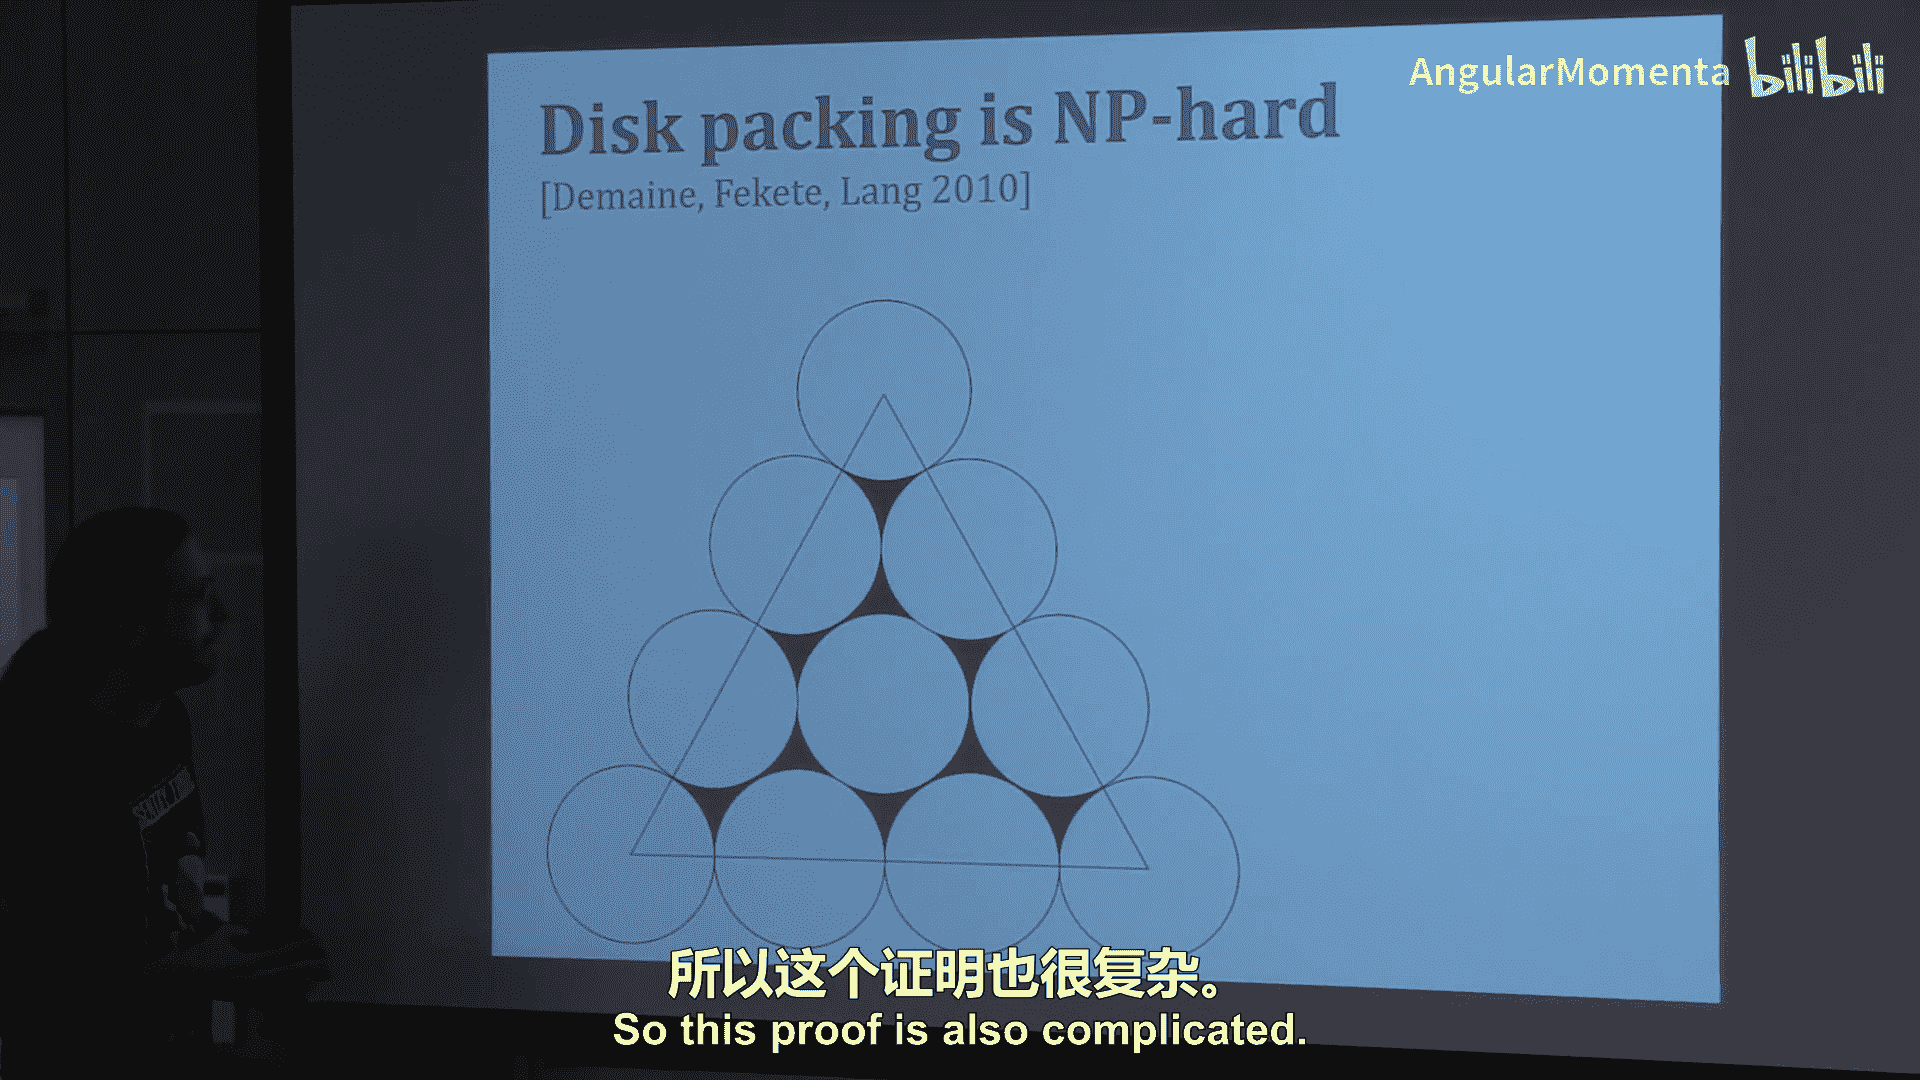 AngularMomenta bilibili
Disk packing is NP-hard
[Demaine, Fekete, Lang 2010]
所以这个证明也很复杂。
So this proof is also complicated.